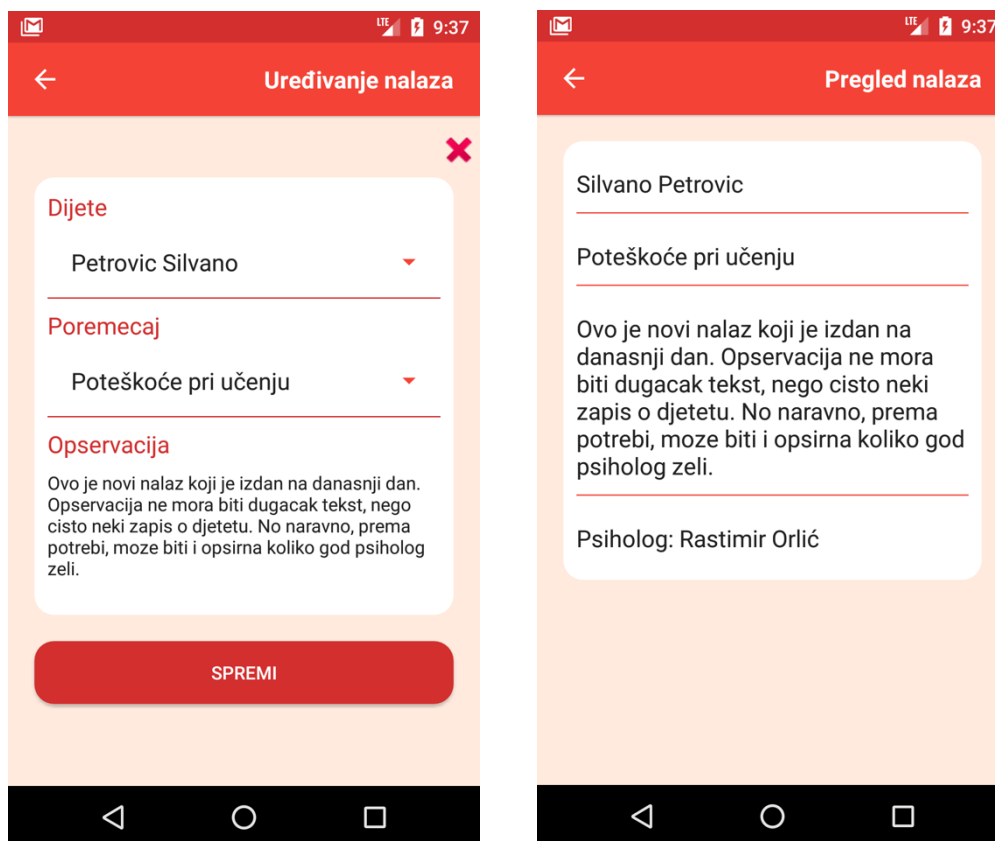 LTE 9:37
Uređivanje nalaza
Dijete
Petrovic Silvano
Poremecaj
Poteškoće pri učenju
Opservacija
Ovo je novi nalaz koji je izdan na danasnji dan.
Opservacija ne mora biti dugacak tekst, nego
cisto neki zapis o djetetu. No naravno, prema
potrebi, moze biti i opsirna koliko god psiholog
zeli.
SPREMI
LTE 9:37
Pregled nalaza
Silvano Petrovic
Poteškoće pri učenju
Ovo je novi nalaz koji je izdan na
danasnji dan. Opservacija ne mora
biti dugacak tekst, nego cisto neki
zapis o djetetu. No naravno, prema
potrebi, moze biti i opsirna koliko god
psiholog zeli.
Psiholog: Rastimir Orlić